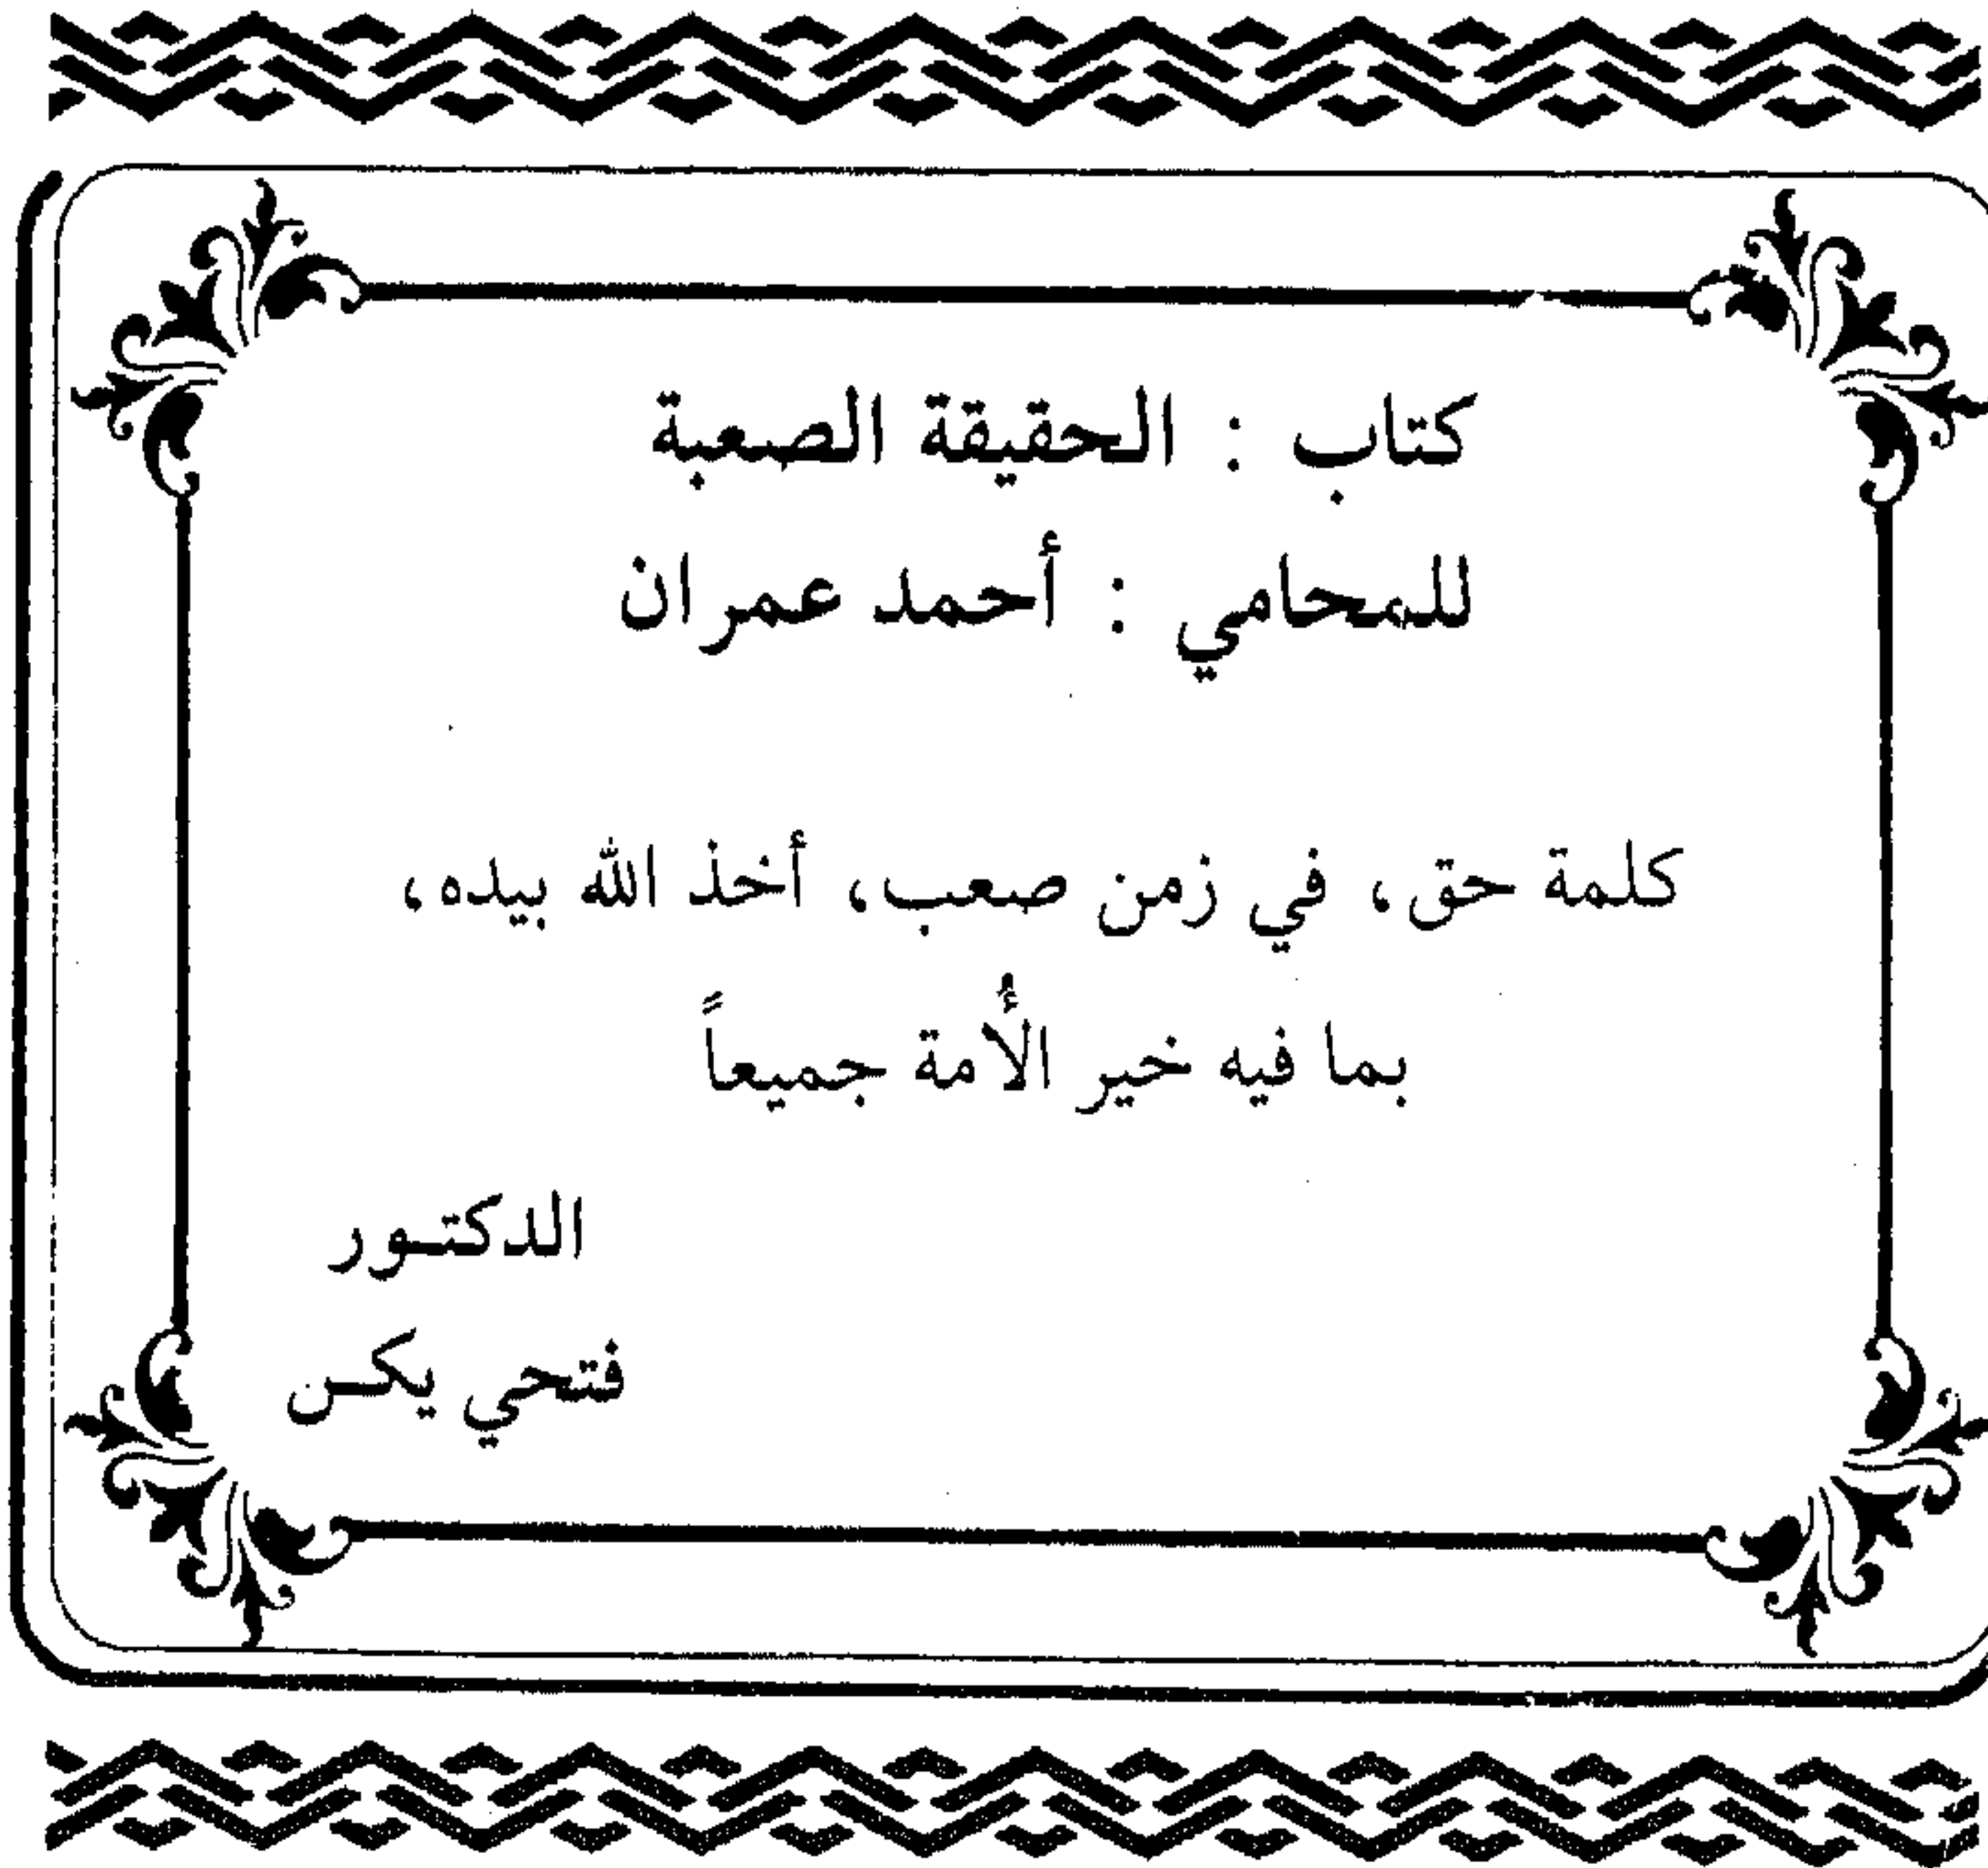 كتاب : الحقيقة الصعبة
للمحامي : أحمد عمران
كلمة حق، في زمن صعب، أخذ الله بيده،
بما فيه خير الأُمة جميعاً
الدكتـور
فتحي يكـن